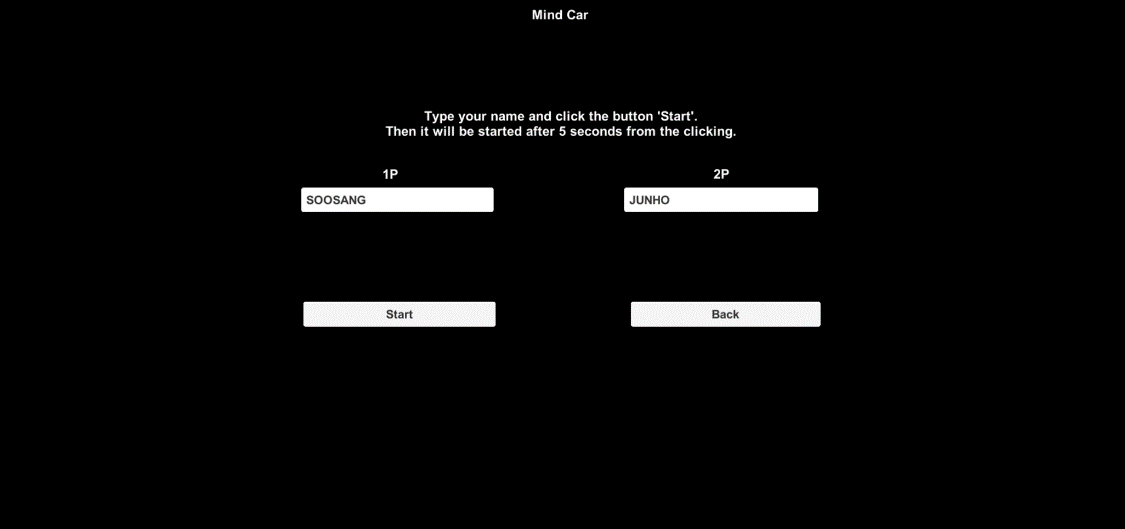 Mind Car
Type your name and click the button 'Start'.
Then it will be started after 5 seconds from the clicking.
1P
2P
SOOSANG
JUNHO
Start
Back